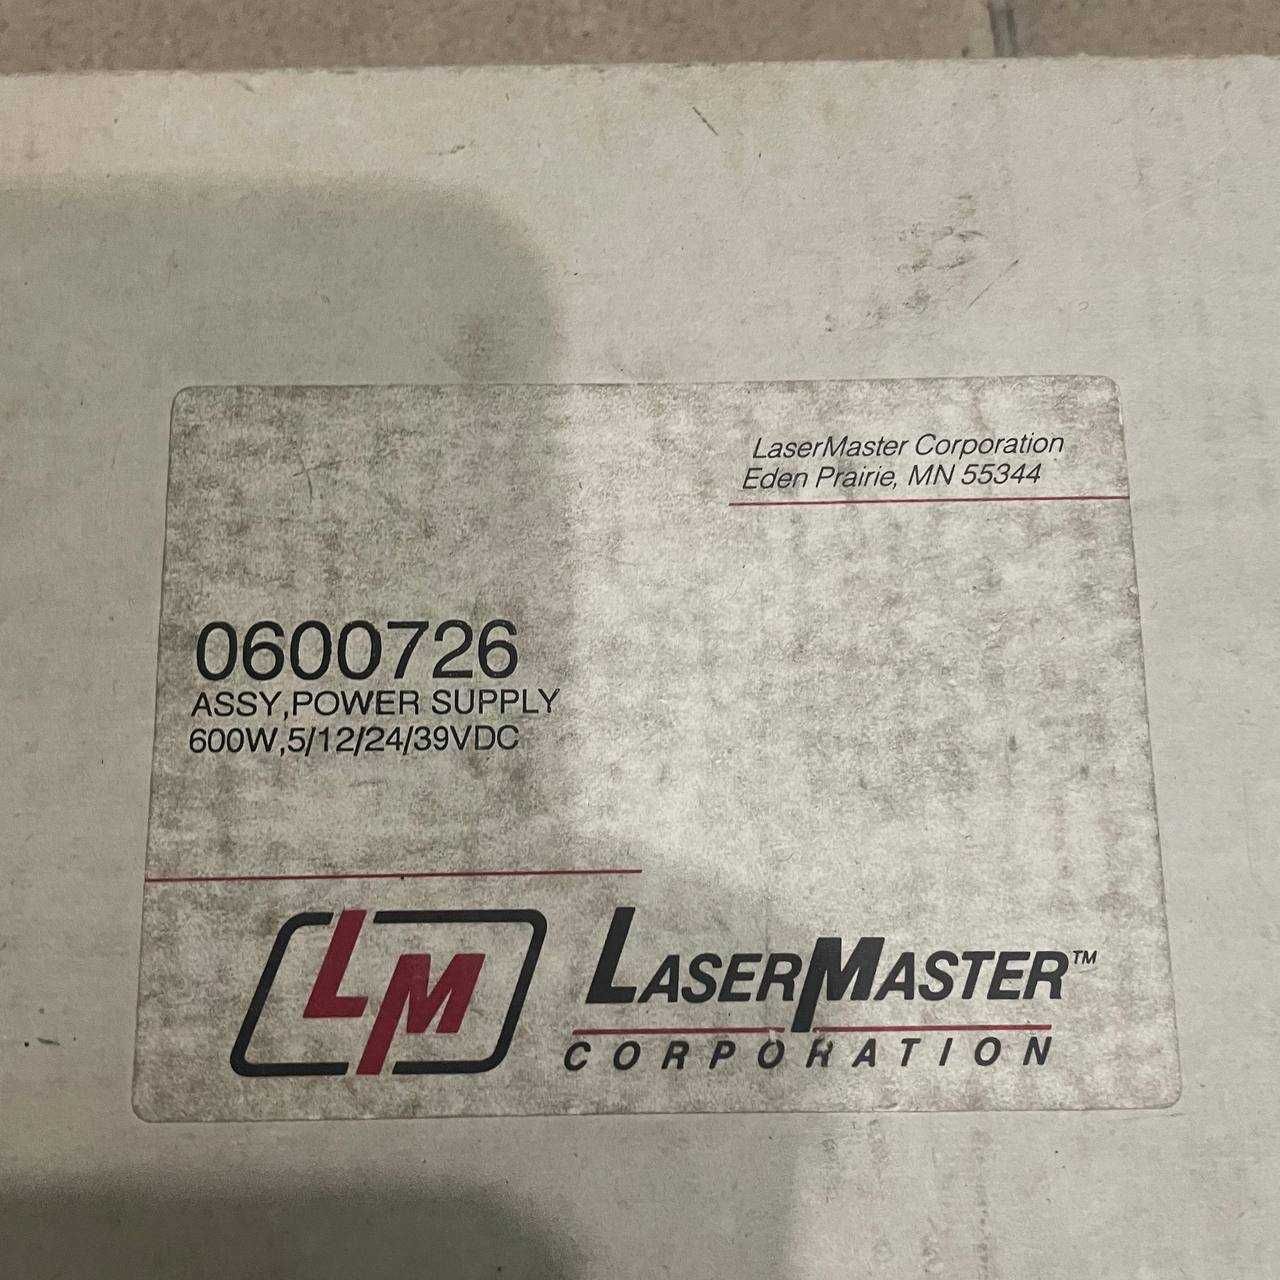 LaserMaster Corporation
Eden Prairie, MN 55344
0600726
ASSY,POWER SUPPLY
600W,5/12/24/39VDC
LM
LASERMASTER™
CORPORATION